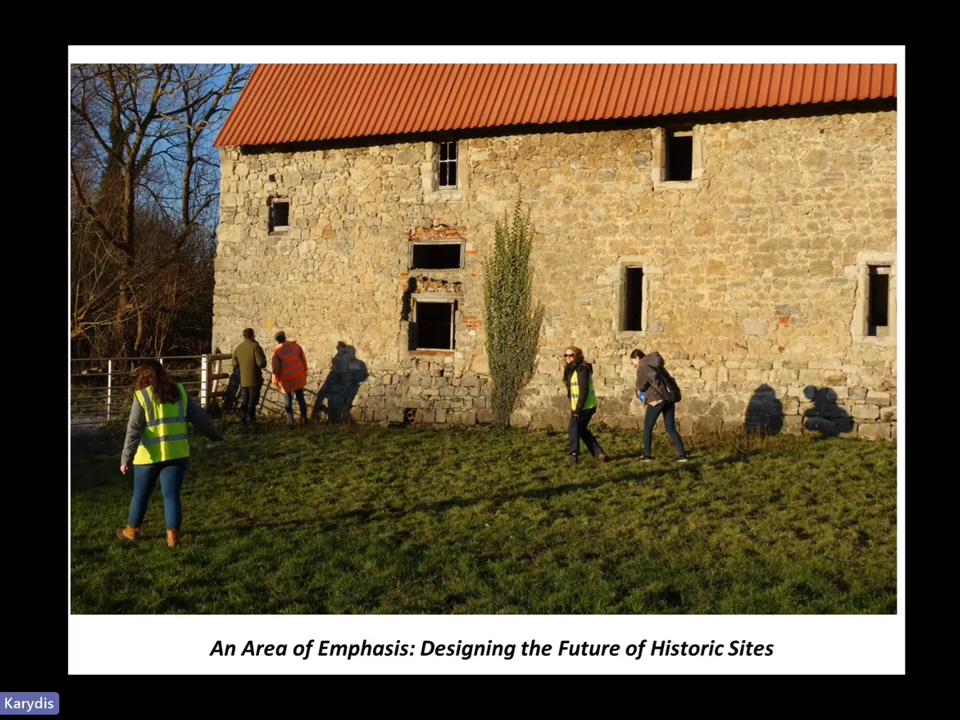 An Area of Emphasis: Designing the Future of Historic Sites
Karydis